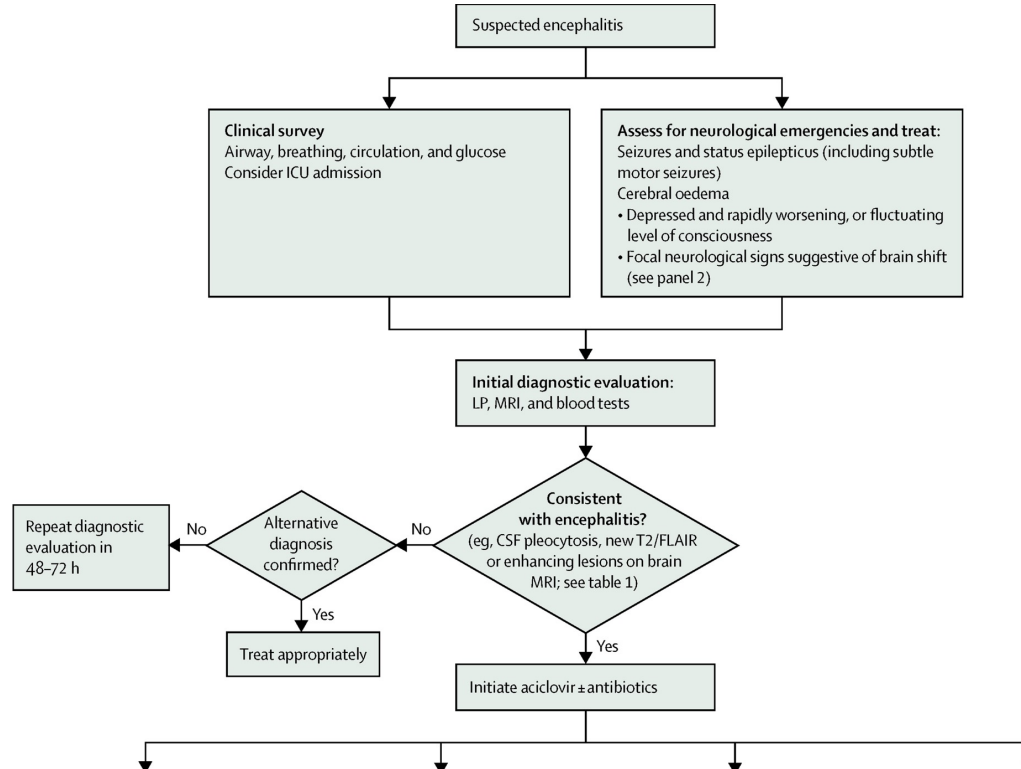 Suspected encephalitis
Clinical survey
Airway, breathing, circulation, and glucose
Consider ICU admission
Assess for neurological emergencies and treat:
Seizures and status epilepticus (including subtle
motor seizures)
Cerebral oedema
• Depressed and rapidly worsening, or fluctuating
level of consciousness
• Focal neurological signs suggestive of brain shift
(see panel 2)
Initial diagnostic evaluation:
LP, MRI, and blood tests
Consistent
with encephalitis?
(eg, CSF pleocytosis, new T2/FLAIR
or enhancing lesions on brain
MRI; see table 1)
No
Alternative
diagnosis
confirmed?
No
Repeat diagnostic
evaluation in
48–72 h
Yes
Treat appropriately
Yes
Initiate aciclovir ± antibiotics